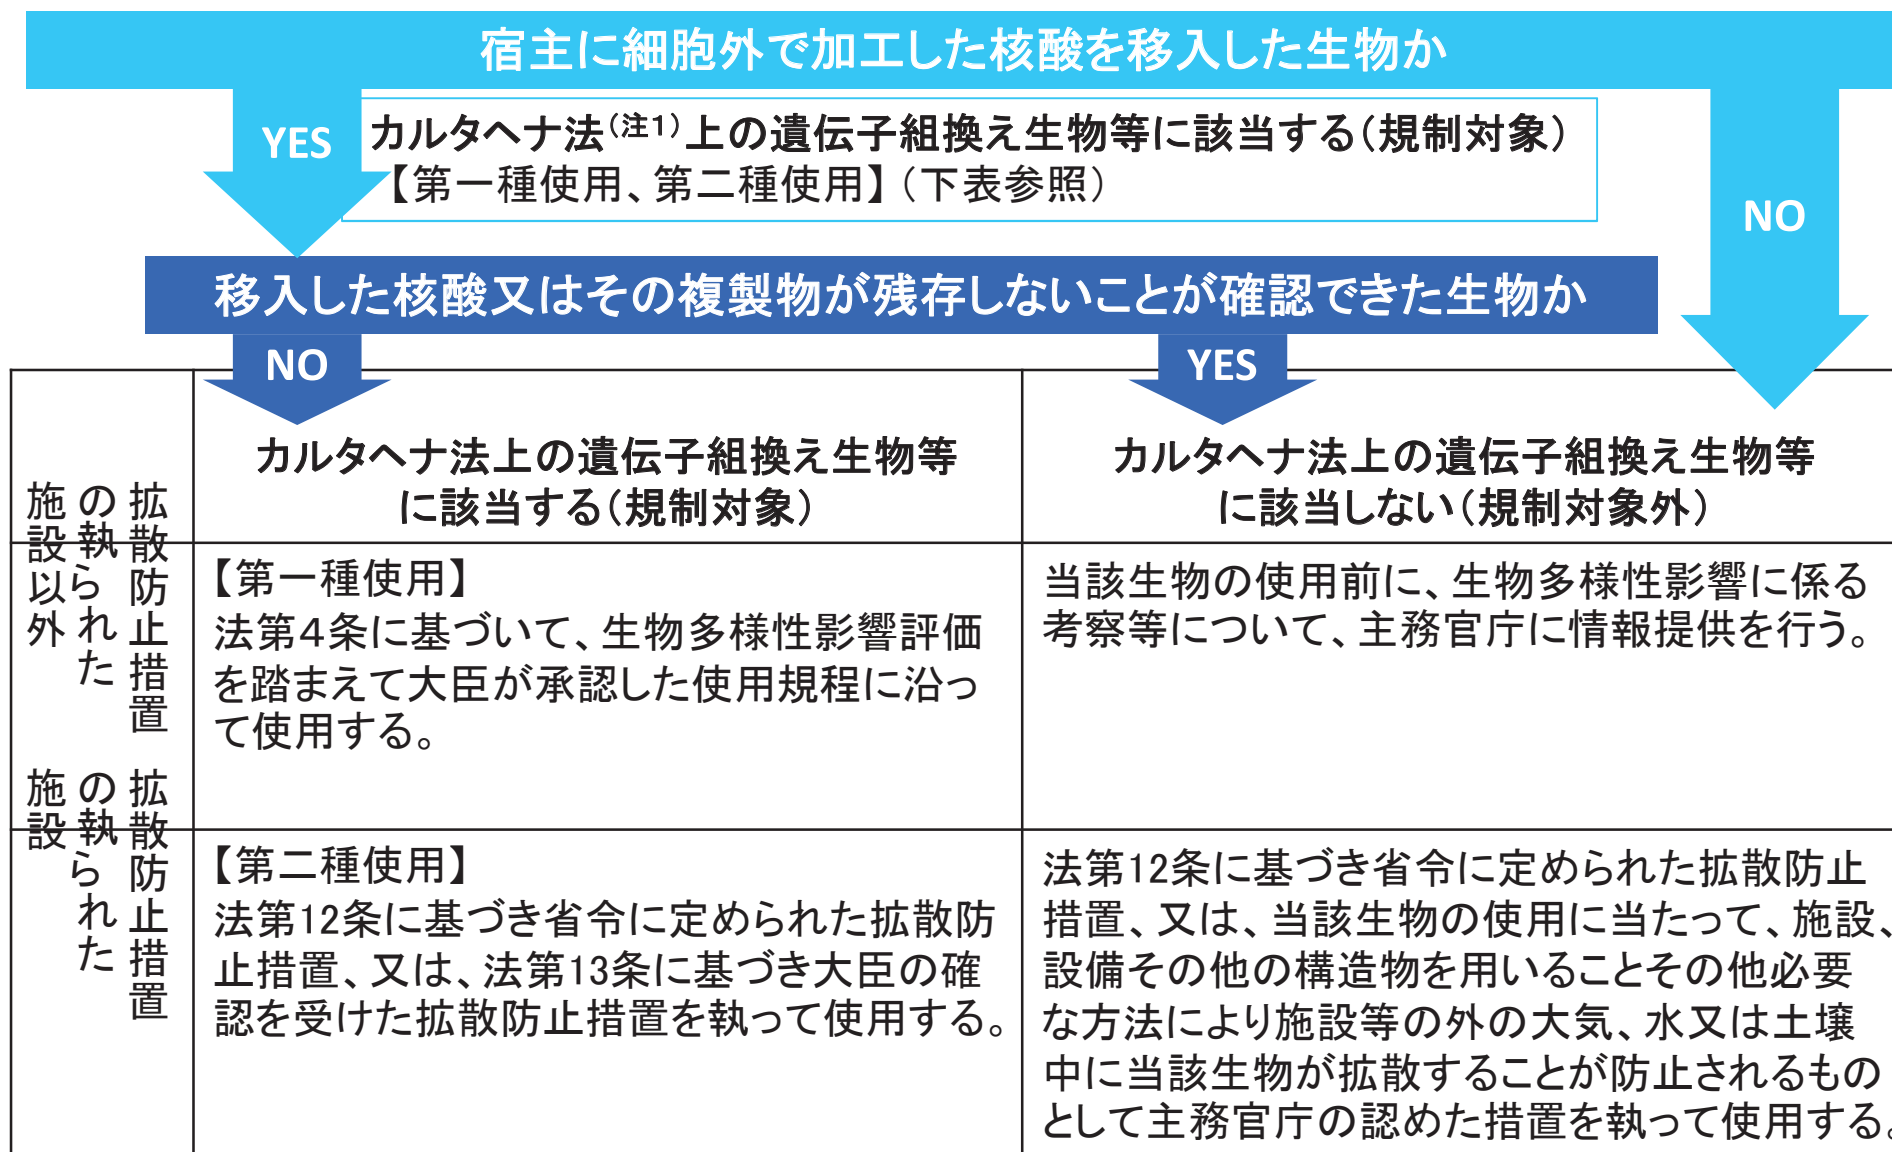 宿主に細胞外で加工した核酸を移入した生物か
YES
カルタヘナ法(注1)上の遺伝子組換え生物等に該当する(規制対象)
【第一種使用、第二種使用】(下表参照)
NO
移入した核酸又はその複製物が残存しないことが確認できた生物か
NO
YES
カルタヘナ法上の遺伝子組換え生物等
に該当する(規制対象)
カルタヘナ法上の遺伝子組換え生物等
に該当しない(規制対象外)
拡散防止措置
の執られた
施設以外
【第一種使用】
法第4条に基づいて、生物多様性影響評価
を踏まえて大臣が承認した使用規程に沿っ
て使用する。
当該生物の使用前に、生物多様性影響に係る
考察等について、主務官庁に情報提供を行う。
拡散防止措置
の執られた
施設
【第二種使用】
法第12条に基づき省令に定められた拡散防
止措置、又は、法第13条に基づき大臣の確
認を受けた拡散防止措置を執って使用する。
法第12条に基づき省令に定められた拡散防止
措置、又は、当該生物の使用に当たって、施設、
設備その他の構造物を用いることその他必要
な方法により施設等の外の大気、水又は土壌
中に当該生物が拡散することが防止されるもの
として主務官庁の認めた措置を執って使用する。